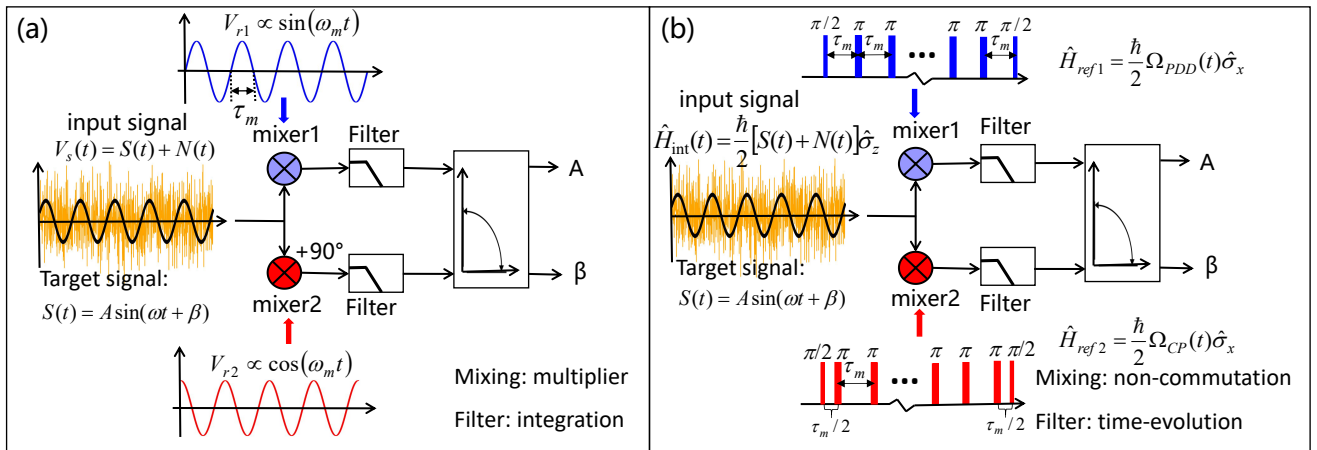 (a)
V_{r1} ∝ sin(ω_m t)
τ_m
input signal
V_s(t) = S(t) + N(t)
mixer1
Filter
A
+90°
Target signal:
S(t) = A sin(ωt + β)
mixer2
Filter
β
V_{r2} ∝ cos(ω_m t)
Mixing: multiplier
Filter: integration
(b)
π/2 π π π π π/2
τ_m τ_m ••• τ_m
Ĥ_{ref1} = ℏ/2 Ω_{PDD}(t) σ̂_x
input signal
Ĥ_{int}(t) = ℏ/2 [S(t) + N(t)] σ̂_z
mixer1
Filter
A
Target signal:
S(t) = A sin(ωt + β)
mixer2
Filter
β
Ĥ_{ref2} = ℏ/2 Ω_{CP}(t) σ̂_x
π/2 π π π π π π/2
τ_m •••
τ_m/2 τ_m/2
Mixing: non-commutation
Filter: time-evolution